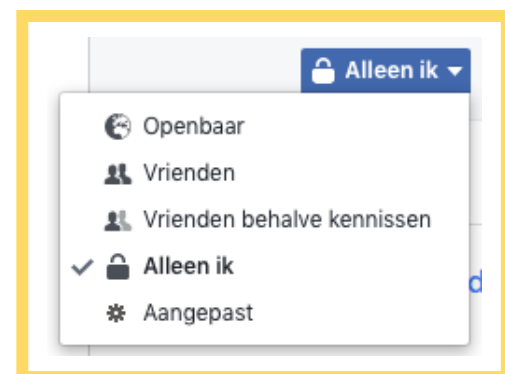 Alleen ik
Openbaar
Vrienden
Vrienden behalve kennissen
Alleen ik
Aangepast
d